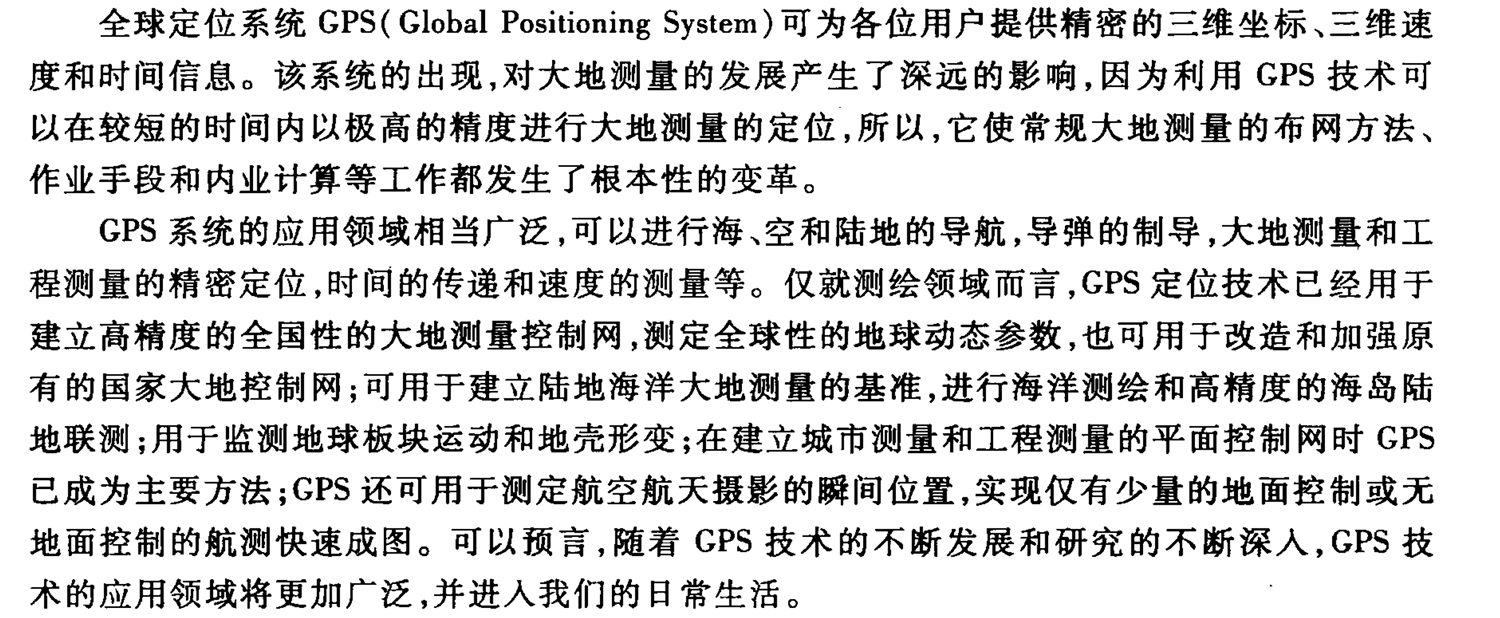 全球定位系统 GPS(Global Positioning System)可为各位用户提供精密的三维坐标、三维速
度和时间信息。该系统的出现,对大地测量的发展产生了深远的影响,因为利用 GPS 技术可
以在较短的时间内以极高的精度进行大地测量的定位,所以,它使常规大地测量的布网方法、
作业手段和内业计算等工作都发生了根本性的变革。
GPS 系统的应用领域相当广泛,可以进行海、空和陆地的导航,导弹的制导,大地测量和工
程测量的精密定位,时间的传递和速度的测量等。仅就测绘领域而言,GPS 定位技术已经用于
建立高精度的全国性的大地测量控制网,测定全球性的地球动态参数,也可用于改造和加强原
有的国家大地控制网;可用于建立陆地海洋大地测量的基准,进行海洋测绘和高精度的海岛陆
地联测;用于监测地球板块运动和地壳形变;在建立城市测量和工程测量的平面控制网时 GPS
已成为主要方法;GPS 还可用于测定航空航天摄影的瞬间位置,实现仅有少量的地面控制或无
地面控制的航测快速成图。可以预言,随着 GPS 技术的不断发展和研究的不断深入,GPS 技
术的应用领域将更加广泛,并进入我们的日常生活。